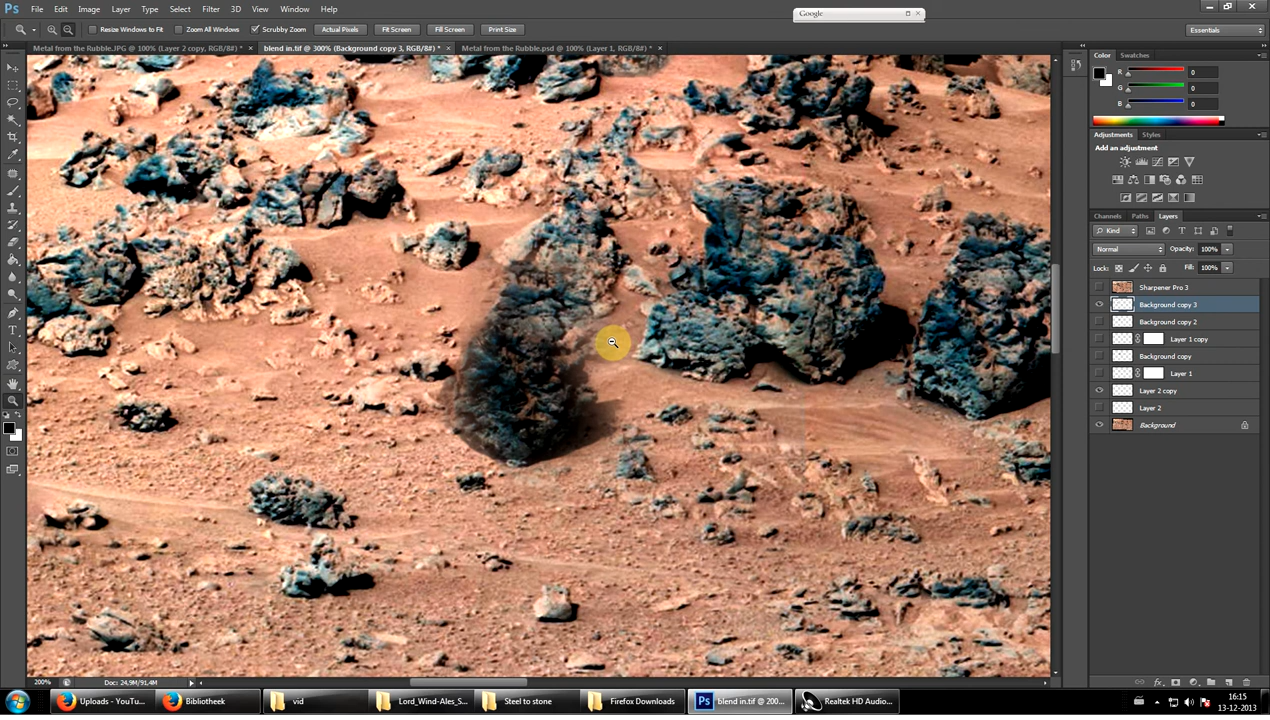 Ps File Edit Image Layer Type Select Filter 3D View Window Help
Google
Resize Windows to Fit Zoom All Windows Scrubby Zoom Actual Pixels Fit Screen Fill Screen Print Size
Essentials
Metal from the Rubble.JPG @ 100% (Layer 2 copy, RGB/8#) * × blend in.tif @ 300% (Background copy 3, RGB/8#) * × Metal from the Rubble.psd @ 100% (Layer 1, RGB/8#) * ×
Color Swatches
R 0
G 0
B 0
Adjustments Styles
Add an adjustment
Channels Paths Layers
Kind
Normal Opacity: 100%
Lock: Fill: 100%
Sharpener Pro 3
Background copy 3
Background copy 2
Layer 1 copy
Background copy
Layer 1
Layer 2 copy
Layer 2
Background
200% Doc: 24,9M/91,4M
Uploads - YouTu... Bibliotheek vid Lord_Wind-Ales_S... Steel to stone Firefox Downloads Ps blend in.tif @ 200... Realtek HD Audio...
16:15
13-12-2013